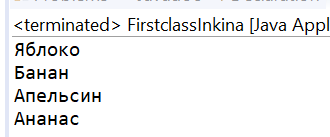 <terminated> FirstclassInkina [Java Appl
Яблоко
Банан
Апельсин
Ананас